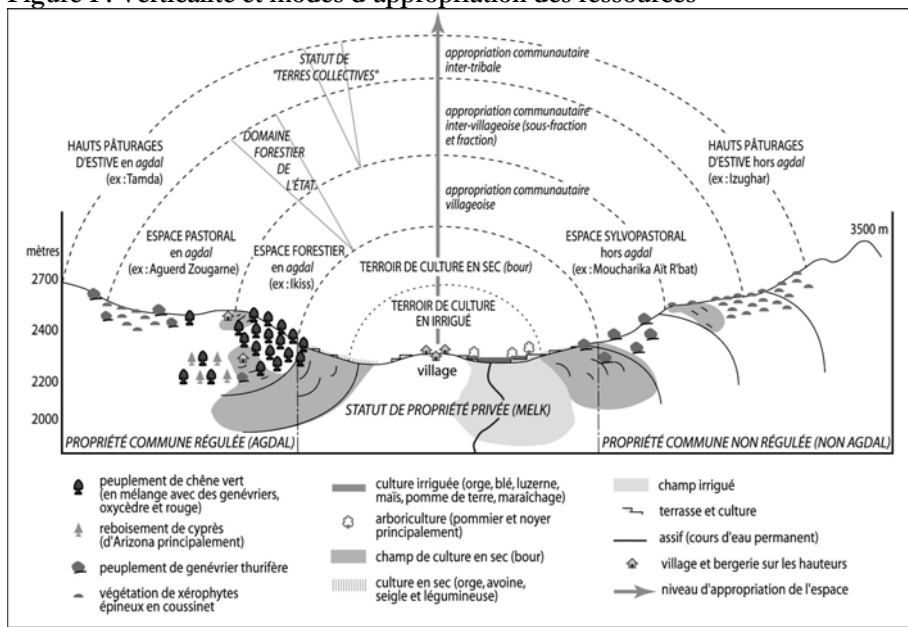 Figure 1 : Verticalité et modes d'appropriation des ressources
STATUT DE
"TERRES COLLECTIVES"
appropriation communautaire
inter-tribale
HAUTS PÂTURAGES
D'ESTIVE en agdal
(ex : Tamda)
DOMAINE
FORESTIER
DE
L'ÉTAT
appropriation communautaire
inter-villageoise (sous-fraction
et fraction)
HAUTS PÂTURAGES
D'ESTIVE hors agdal
(ex : Izughar)
appropriation communautaire
villageoise
mètres
2700
2400
2200
2000
3500 m
ESPACE PASTORAL
en agdal
(ex : Aguerd Zougarne)
ESPACE FORESTIER
en agdal
(ex : Ikiss)
TERROIR DE CULTURE EN SEC (bour)
TERROIR DE CULTURE
EN IRRIGUÉ
ESPACE SYLVOPASTORAL
hors agdal
(ex : Moucharika Aït R'bat)
village
STATUT DE PROPRIÉTÉ PRIVÉE (MELK)
PROPRIÉTÉ COMMUNE RÉGULÉE (AGDAL)
PROPRIÉTÉ COMMUNE NON RÉGULÉE (NON AGDAL)
peuplement de chêne vert
(en mélange avec des genévriers,
oxycèdre et rouge)
reboisement de cyprès
(d'Arizona principalement)
peuplement de genévrier thurifère
végétation de xérophytes
épineux en coussinet
culture irriguée (orge, blé, luzerne,
maïs, pomme de terre, maraîchage)
arboriculture (pommier et noyer
principalement)
champ de culture en sec (bour)
culture en sec (orge, avoine,
seigle et légumineuse)
champ irrigué
terrasse et culture
assif (cours d'eau permanent)
village et bergerie sur les hauteurs
niveau d'appropriation de l'espace